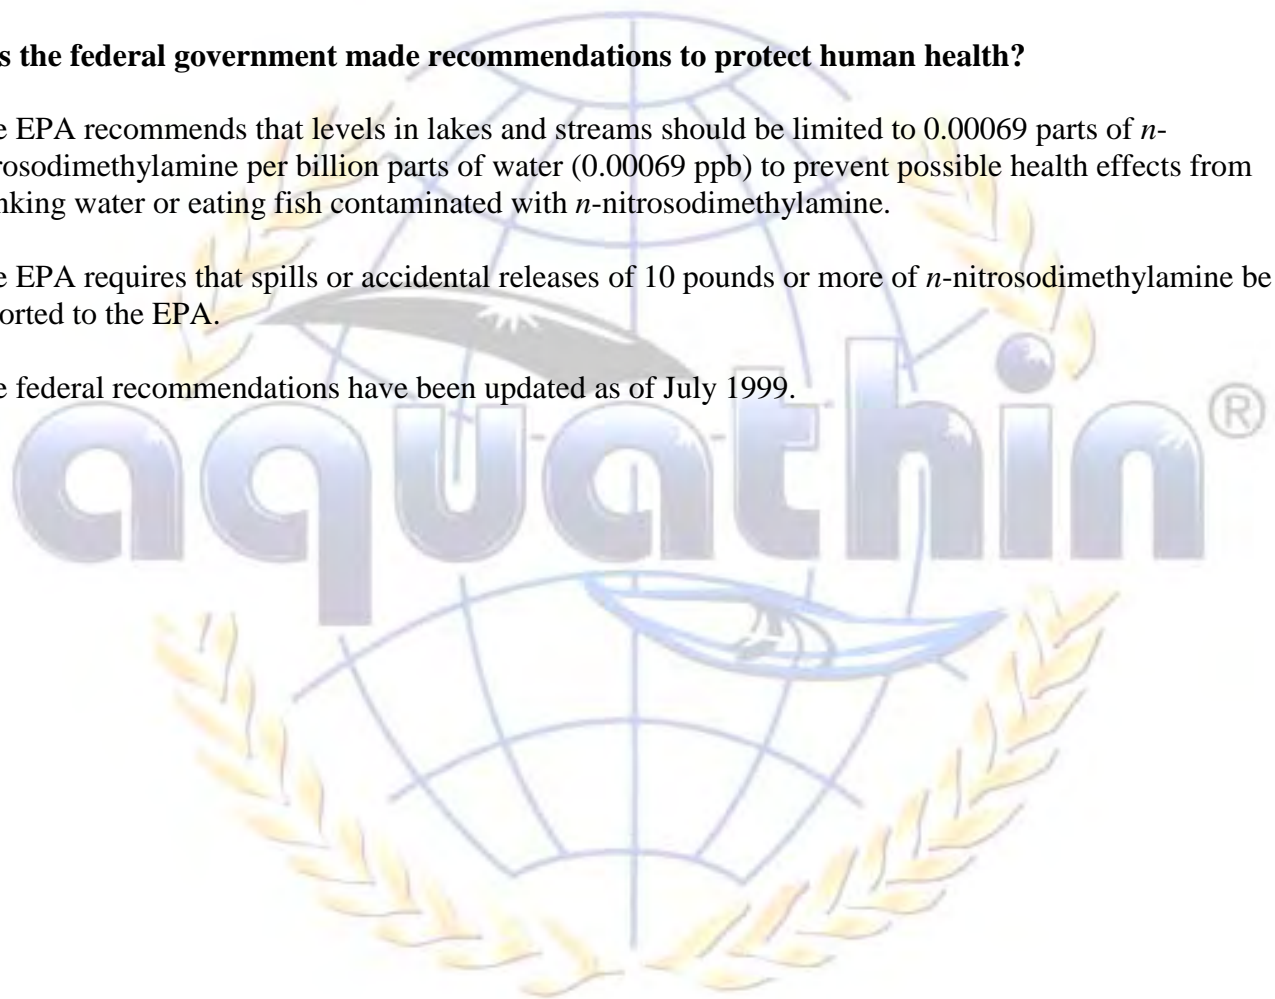 s the federal government made recommendations to protect human health?
e EPA recommends that levels in lakes and streams should be limited to 0.00069 parts of n-
rosodimethylamine per billion parts of water (0.00069 ppb) to prevent possible health effects from
nking water or eating fish contaminated with n-nitrosodimethylamine.
e EPA requires that spills or accidental releases of 10 pounds or more of n-nitrosodimethylamine be
orted to the EPA.
e federal recommendations have been updated as of July 1999.
aquathin®